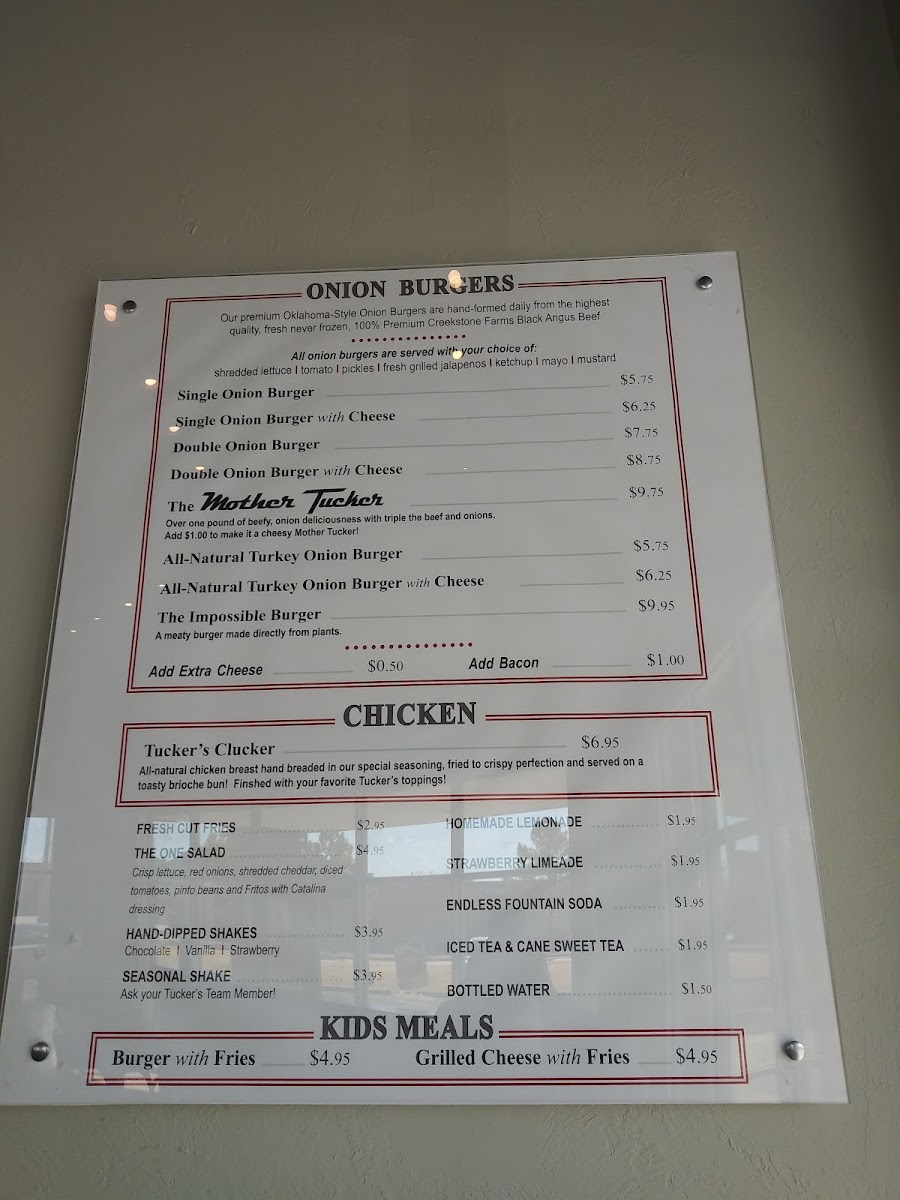 ONION BURGERS
Our premium Oklahoma-Style Onion Burgers are hand-formed daily from the highest
quality, fresh never frozen, 100% Premium Creekstone Farms Black Angus Beef
All onion burgers are served with your choice of:
shredded lettuce | tomato | pickles | fresh grilled jalapenos | ketchup | mayo | mustard
Single Onion Burger $5.75
Single Onion Burger with Cheese $6.25
Double Onion Burger $7.75
Double Onion Burger with Cheese $8.75
The Mother Tucker $9.75
Over one pound of beefy, onion deliciousness with triple the beef and onions.
Add $1.00 to make it a cheesy Mother Tucker!
All-Natural Turkey Onion Burger $5.75
All-Natural Turkey Onion Burger with Cheese $6.25
The Impossible Burger $9.95
A meaty burger made directly from plants.
Add Extra Cheese $0.50 Add Bacon $1.00
CHICKEN
Tucker's Clucker $6.95
All-natural chicken breast hand breaded in our special seasoning, fried to crispy perfection and served on a
toasty brioche bun! Finshed with your favorite Tucker's toppings!
FRESH CUT FRIES $2.95
THE ONE SALAD $4.95
Crisp lettuce, red onions, shredded cheddar, diced
tomatoes, pinto beans and Fritos with Catalina
dressing
HAND-DIPPED SHAKES $3.95
Chocolate | Vanilla | Strawberry
SEASONAL SHAKE $3.95
Ask your Tucker's Team Member!
HOMEMADE LEMONADE $1.95
STRAWBERRY LIMEADE $1.95
ENDLESS FOUNTAIN SODA $1.95
ICED TEA & CANE SWEET TEA $1.95
BOTTLED WATER $1.50
KIDS MEALS
Burger with Fries $4.95 Grilled Cheese with Fries $4.95